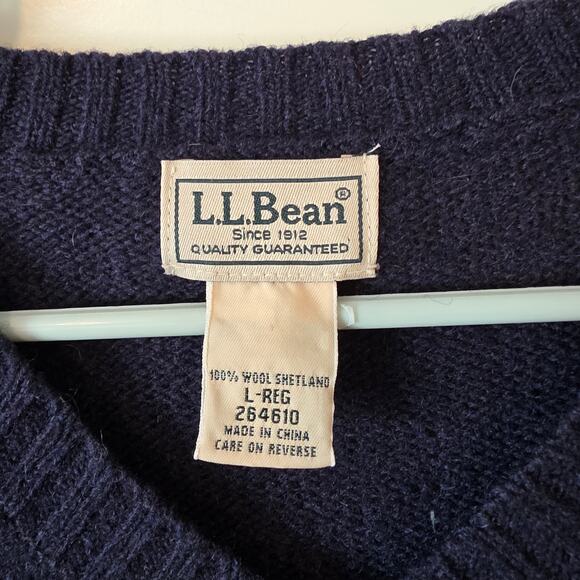 L.L.Bean®
Since 1912
QUALITY GUARANTEED
100% WOOL SHETLAND
L-REG
264610
MADE IN CHINA
CARE ON REVERSE